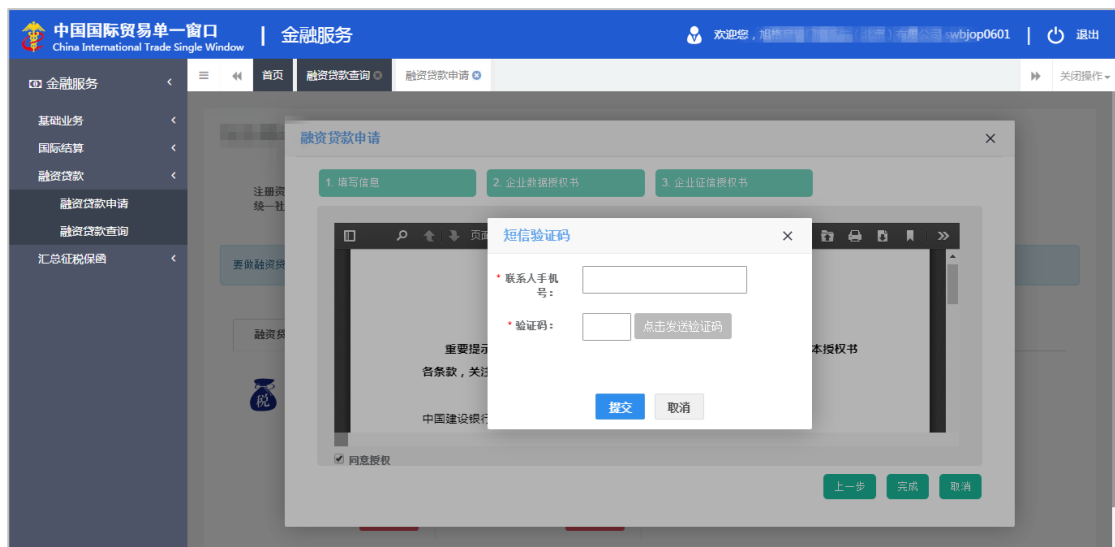 中国国际贸易单一窗口
China International Trade Single Window
金融服务
欢迎您，
swbjop0601
退出
金融服务
首页
融资贷款查询
融资贷款申请
关闭操作
基础业务
国际结算
融资贷款
融资贷款申请
融资贷款查询
汇总征税保函
注册资
统一社
要做融资贷
融资贷
税
融资贷款申请
1. 填写信息
2. 企业数据授权书
3. 企业征信授权书
页面
重要提示
本授权书
各条款，关注
中国建设银行
短信验证码
* 联系人手机
号：
* 验证码：
点击发送验证码
提交
取消
同意授权
上一步
完成
取消